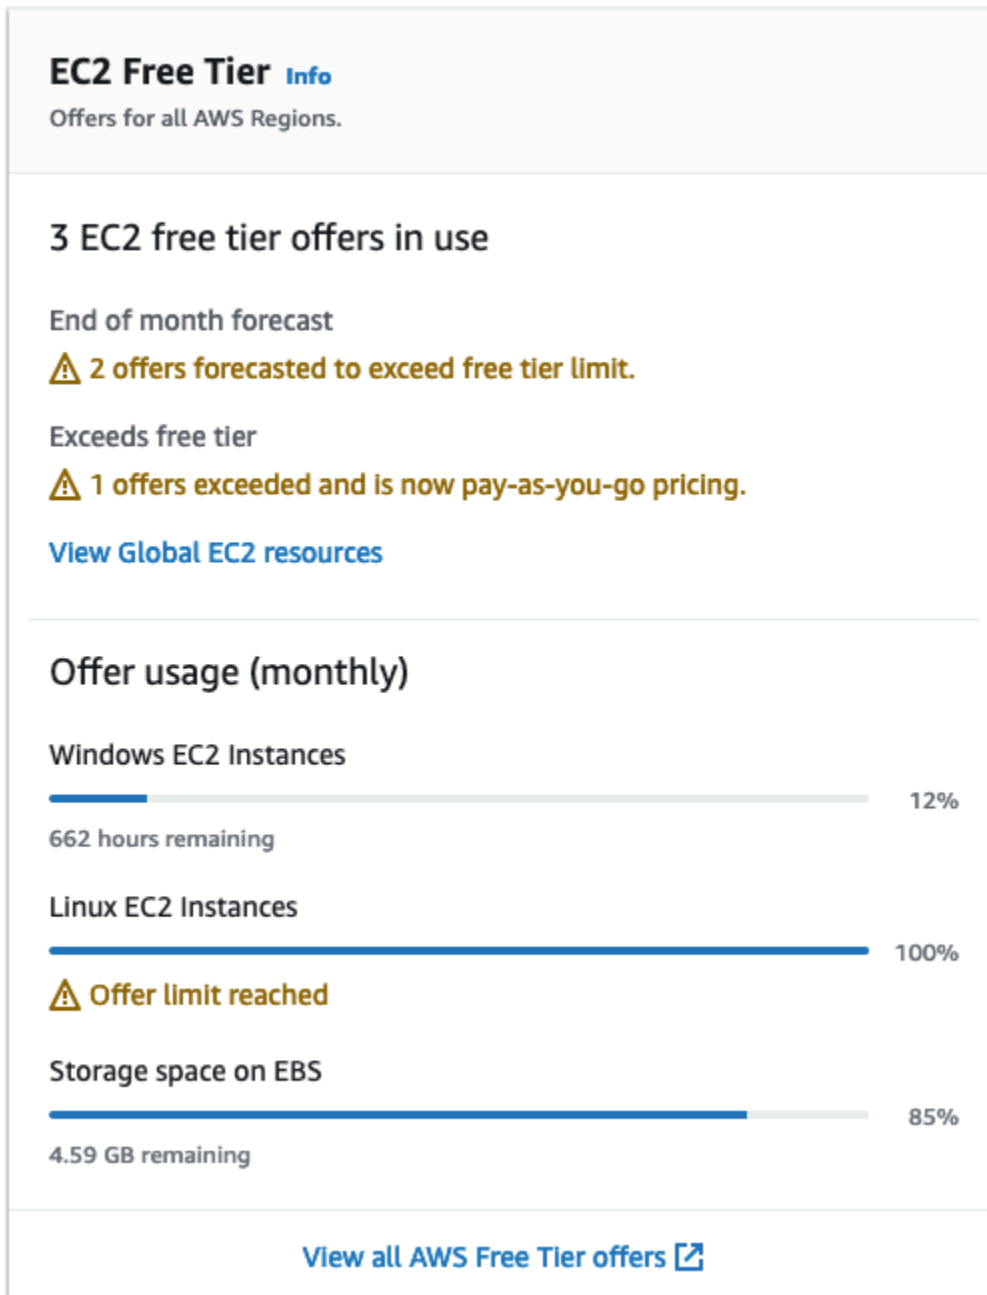 EC2 Free Tier Info
Offers for all AWS Regions.
3 EC2 free tier offers in use
End of month forecast
2 offers forecasted to exceed free tier limit.
Exceeds free tier
1 offers exceeded and is now pay-as-you-go pricing.
View Global EC2 resources
Offer usage (monthly)
Windows EC2 Instances
12%
662 hours remaining
Linux EC2 Instances
100%
Offer limit reached
Storage space on EBS
85%
4.59 GB remaining
View all AWS Free Tier offers